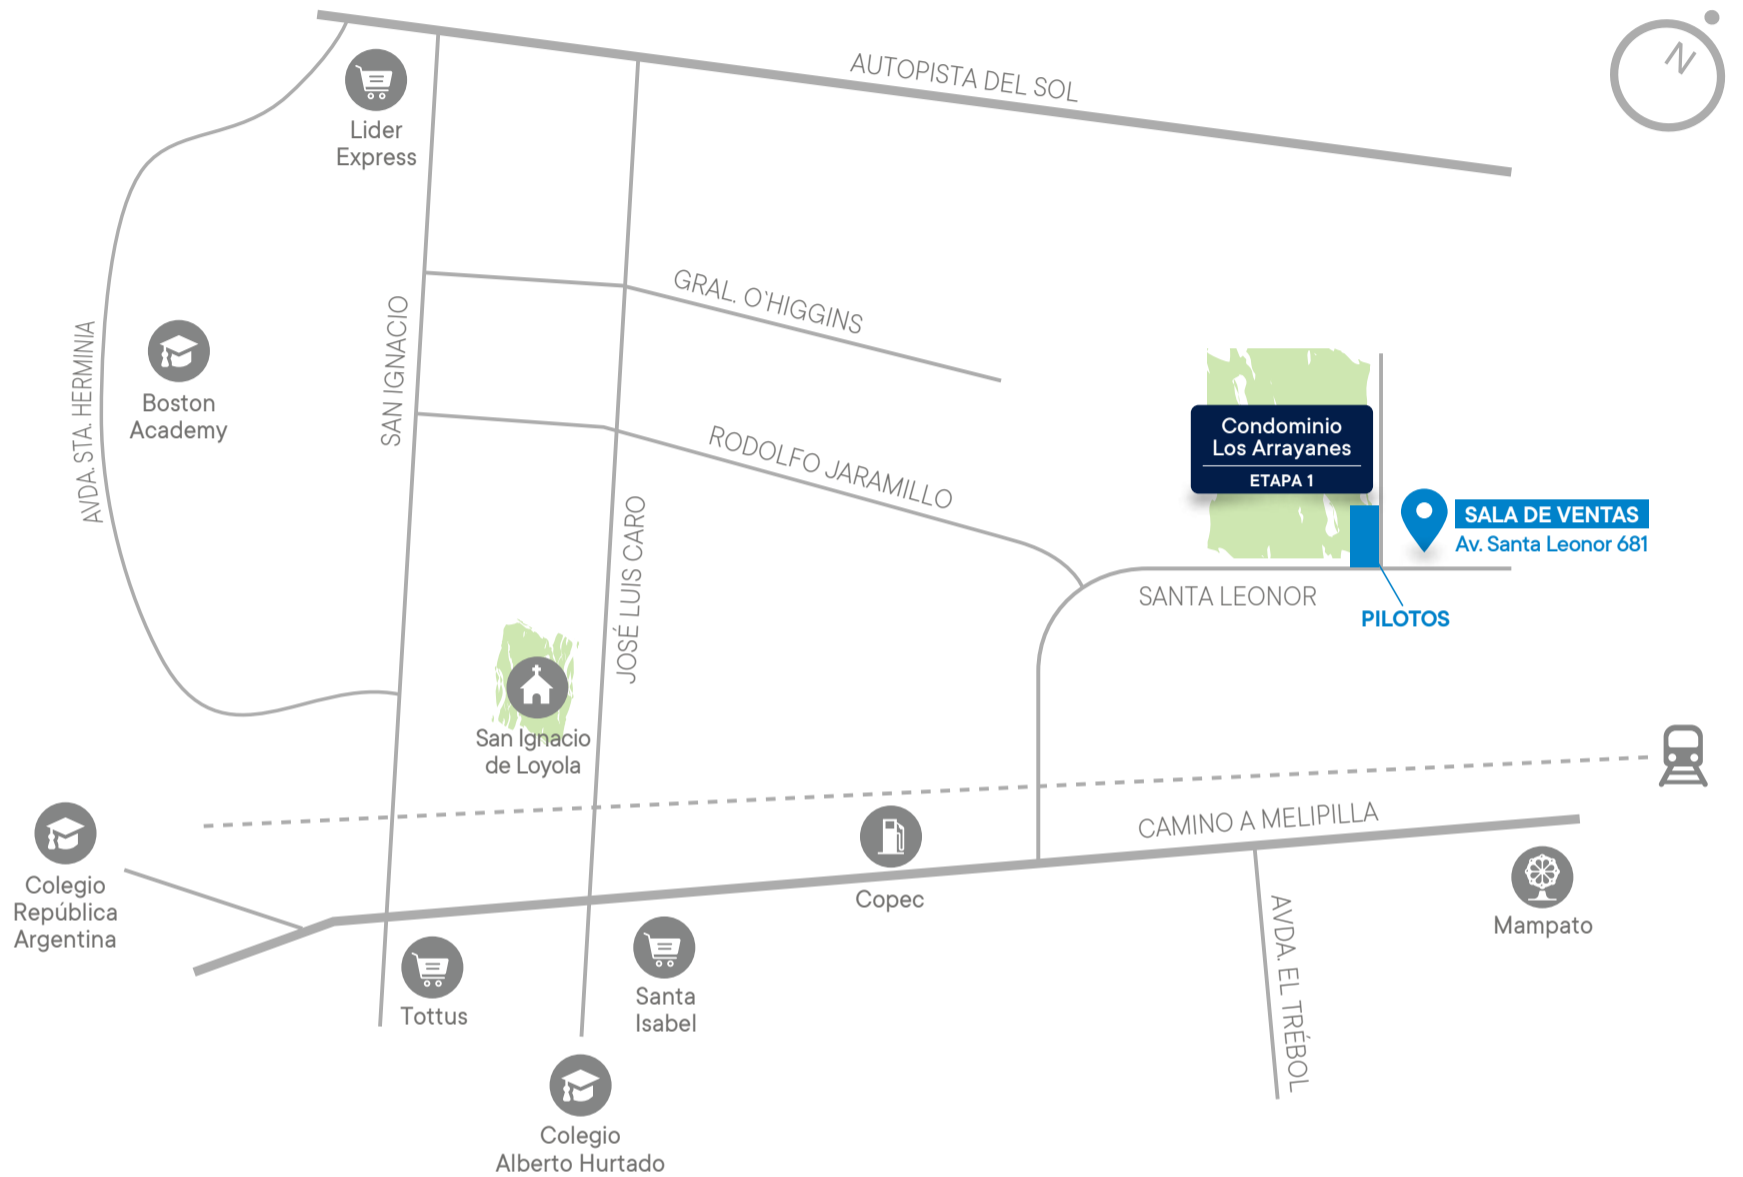 AUTOPISTA DEL SOL
N
Lider
Express
GRAL. O`HIGGINS
SAN IGNACIO
AVDA. STA. HERMINIA
Boston
Academy
RODOLFO JARAMILLO
Condominio
Los Arrayanes
ETAPA 1
SALA DE VENTAS
Av. Santa Leonor 681
SANTA LEONOR
PILOTOS
JOSÉ LUIS CARO
San Ignacio
de Loyola
CAMINO A MELIPILLA
Colegio
República
Argentina
Copec
Mampato
AVDA. EL TRÉBOL
Tottus
Santa
Isabel
Colegio
Alberto Hurtado